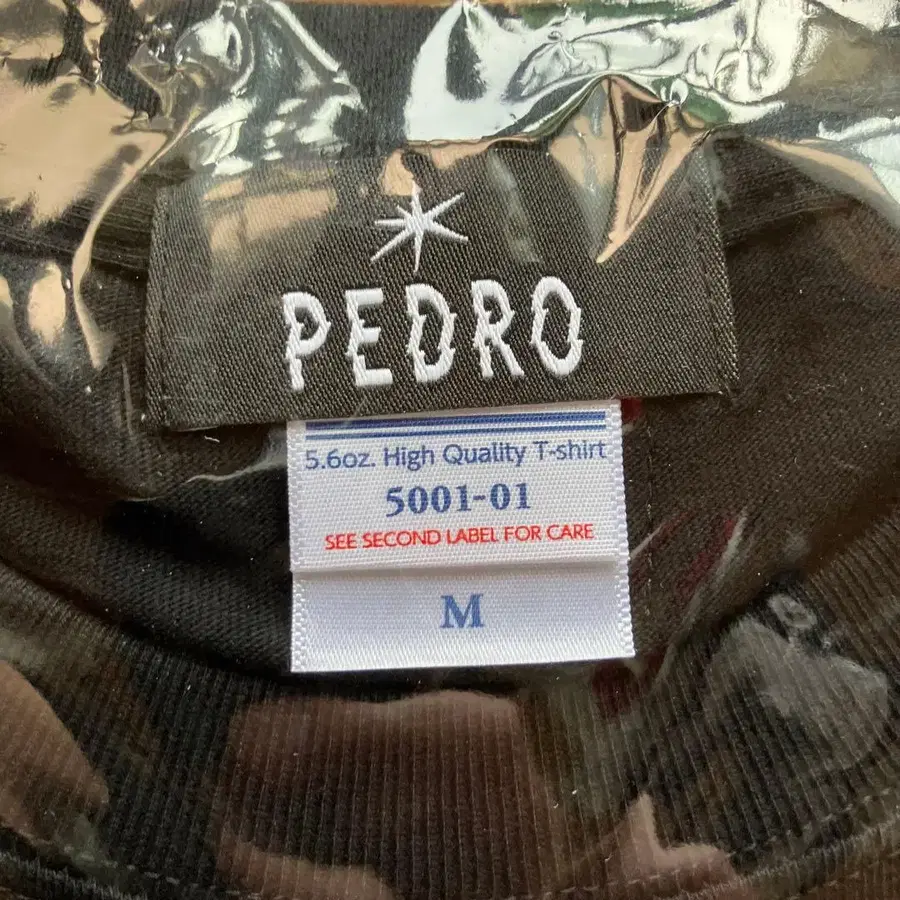 PEDRO
5.6oz. High Quality T-shirt
5001-01
SEE SECOND LABEL FOR CARE
M